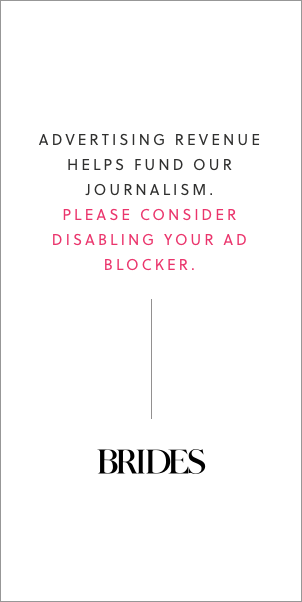 ADVERTISING REVENUE
HELPS FUND OUR
JOURNALISM.
PLEASE CONSIDER
DISABLING YOUR AD
BLOCKER.
BRIDES